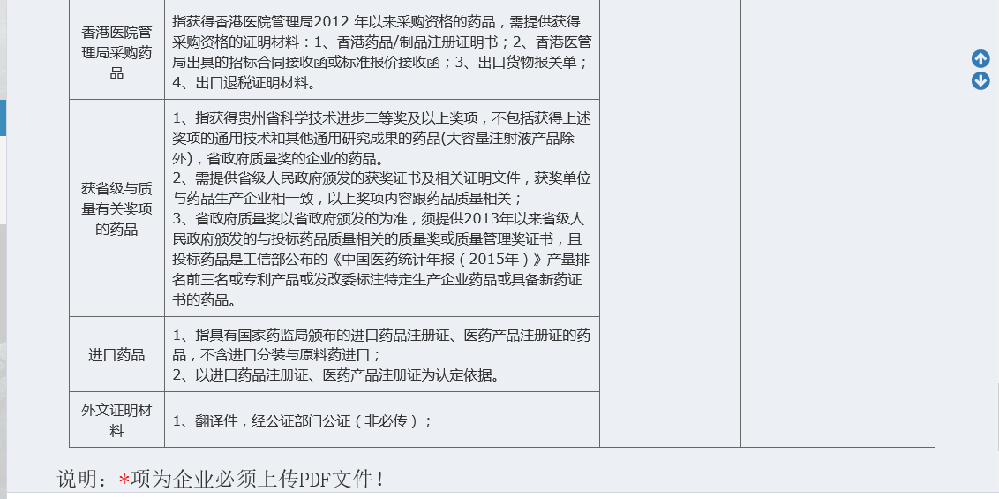 香港医院管
理局采购药
品
指获得香港医院管理局2012 年以来采购资格的药品，需提供获得
采购资格的证明材料：1、香港药品/制品注册证明书；2、香港医管
局出具的招标合同接收函或标准报价接收函；3、出口货物报关单；
4、出口退税证明材料。
获省级与质
量有关奖项
的药品
1、指获得贵州省科学技术进步二等奖及以上奖项，不包括获得上述
奖项的通用技术和其他通用研究成果的药品(大容量注射液产品除
外)，省政府质量奖的企业的药品。
2、需提供省级人民政府颁发的获奖证书及相关证明文件，获奖单位
与药品生产企业相一致，以上奖项内容跟药品质量相关；
3、省政府质量奖以省政府颁发的为准，须提供2013年以来省级人
民政府颁发的与投标药品质量相关的质量奖或质量管理奖证书，且
投标药品是工信部公布的《中国医药统计年报（2015年）》产量排
名前三名或专利产品或发改委标注特定生产企业药品或具备新药证
书的药品。
进口药品
1、指具有国家药监局颁布的进口药品注册证、医药产品注册证的药
品，不含进口分装与原料药进口；
2、以进口药品注册证、医药产品注册证为认定依据。
外文证明材
料
1、翻译件，经公证部门公证（非必传）；
说明：*项为企业必须上传PDF文件！